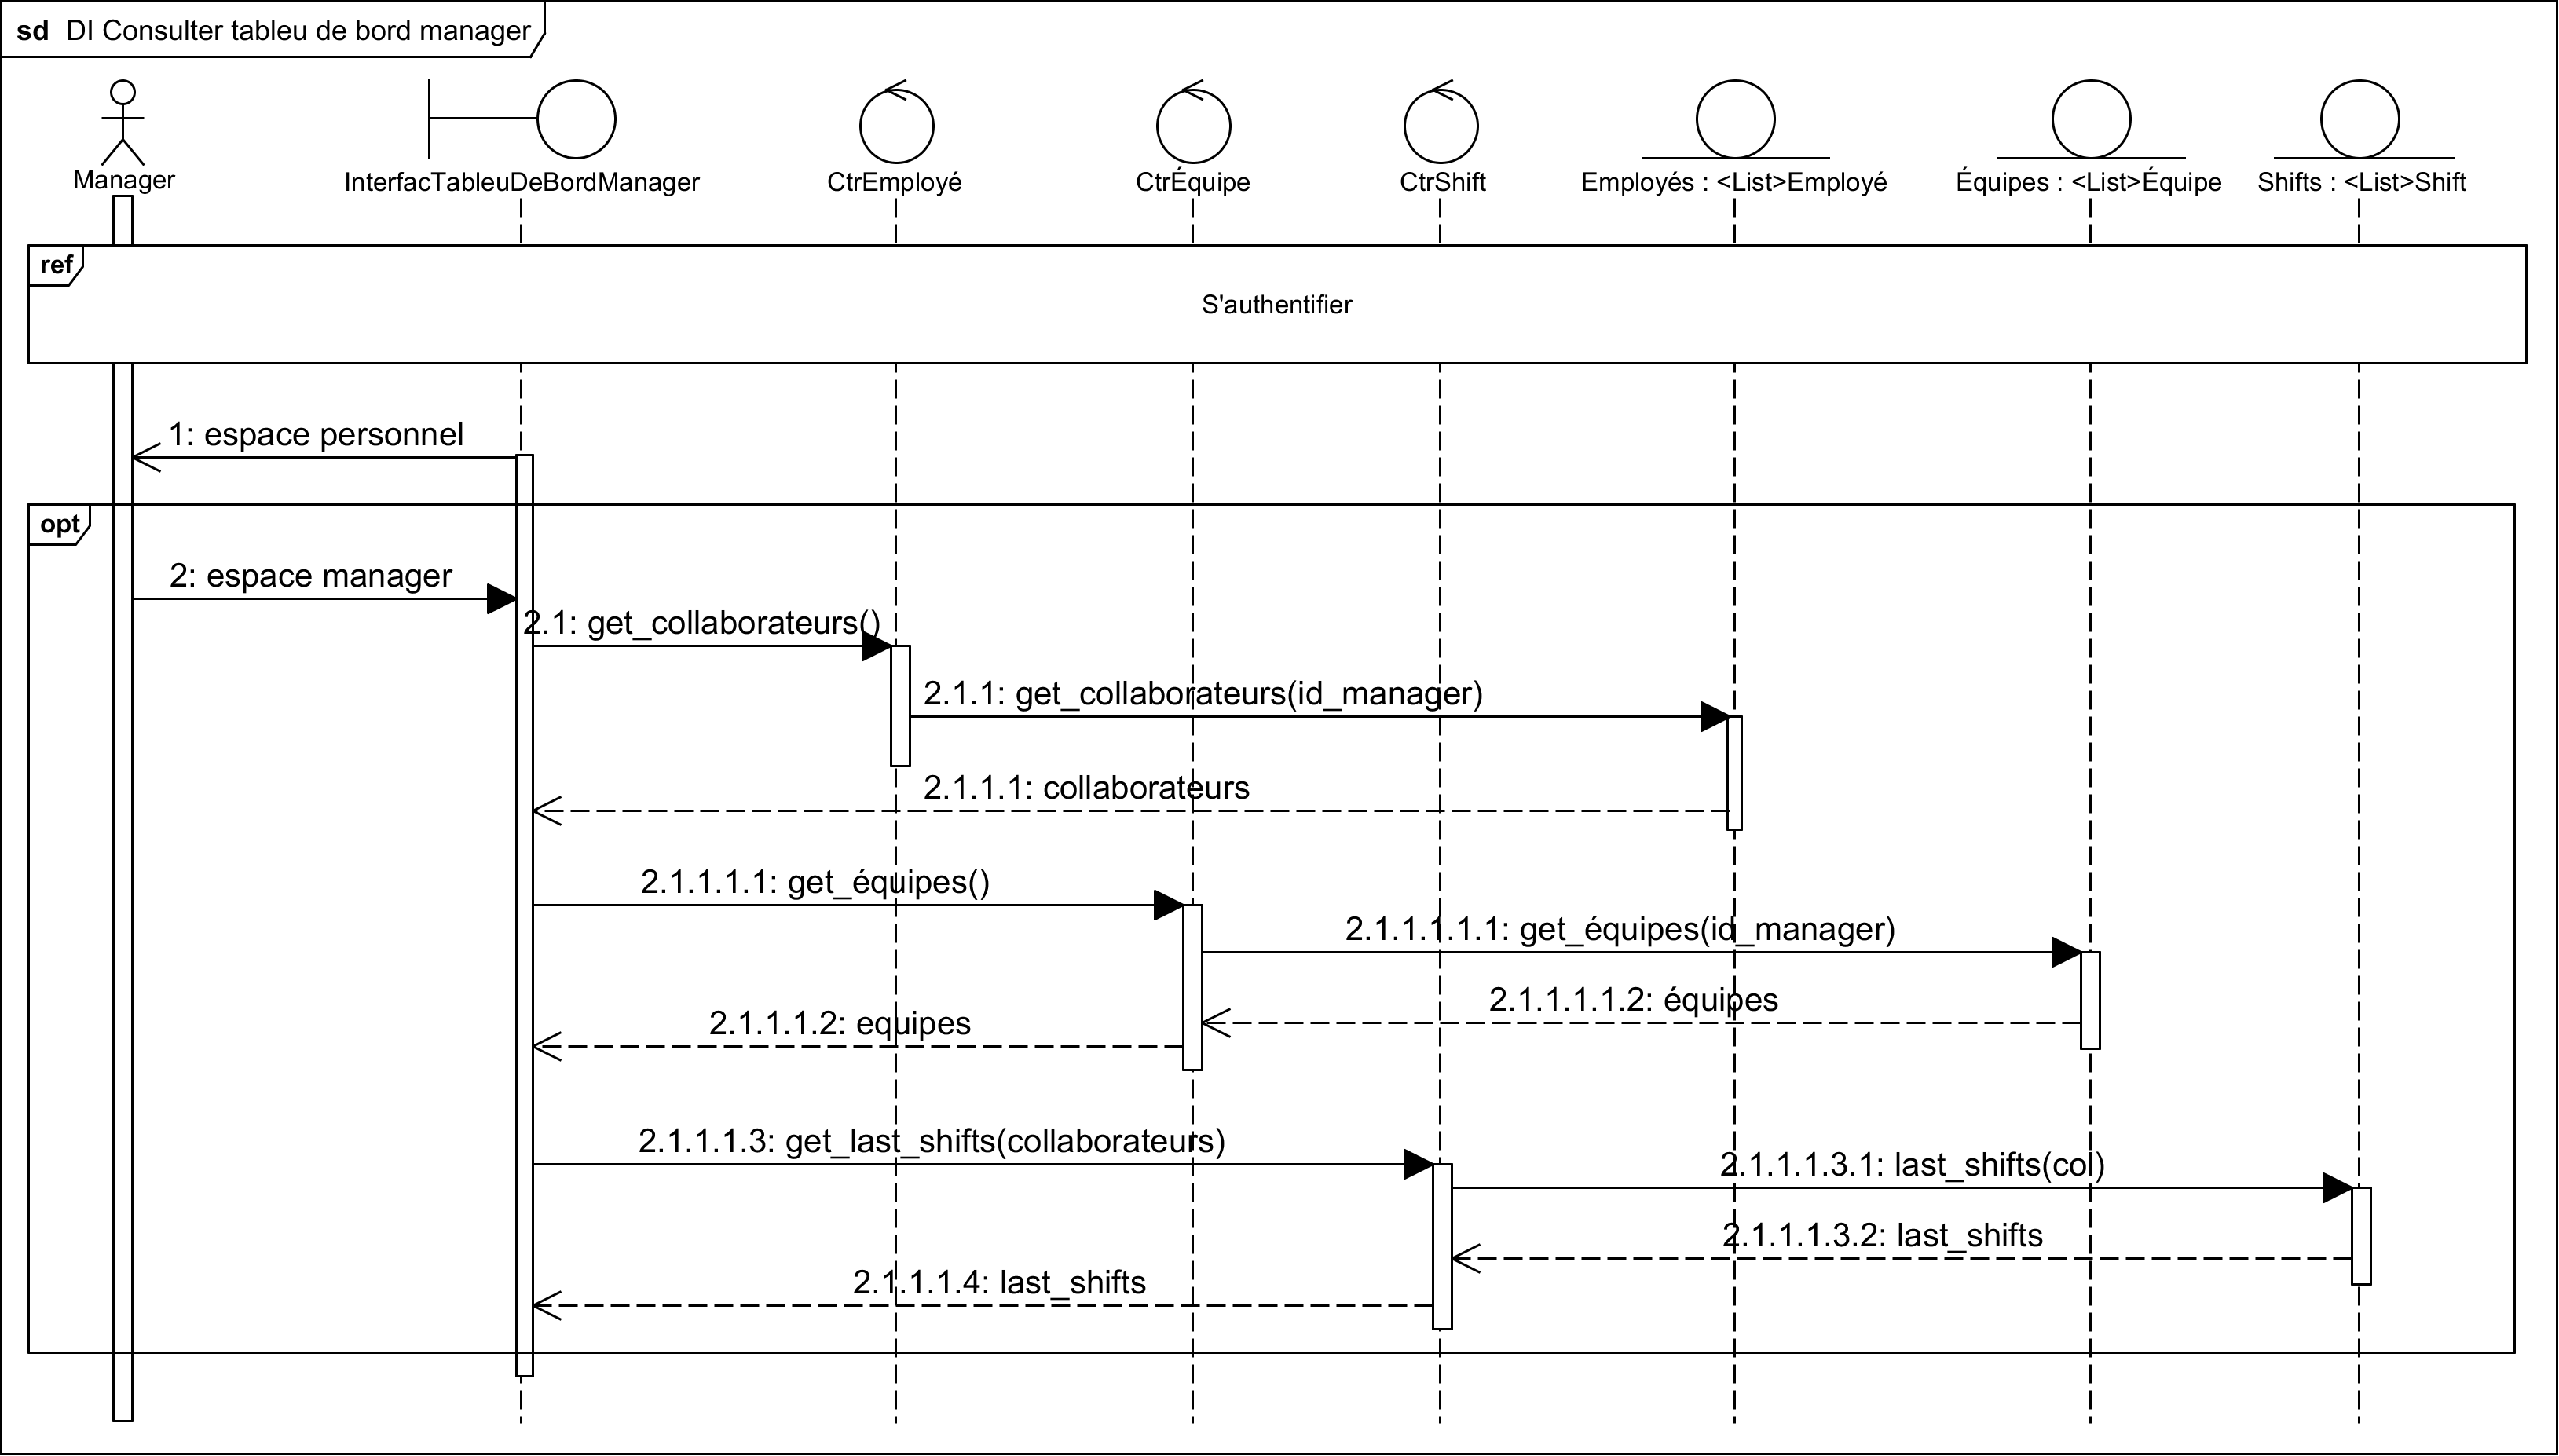 sd DI Consulter tableu de bord manager
Manager
InterfacTableuDeBordManager
CtrEmployé
CtrÉquipe
CtrShift
Employés : <List>Employé
Équipes : <List>Équipe
Shifts : <List>Shift
ref
S'authentifier
1: espace personnel
opt
2: espace manager
2.1: get_collaborateurs()
2.1.1: get_collaborateurs(id_manager)
2.1.1.1: collaborateurs
2.1.1.1.1: get_équipes()
2.1.1.1.1.1: get_équipes(id_manager)
2.1.1.1.1.2: équipes
2.1.1.1.2: equipes
2.1.1.1.3: get_last_shifts(collaborateurs)
2.1.1.1.3.1: last_shifts(col)
2.1.1.1.3.2: last_shifts
2.1.1.1.4: last_shifts